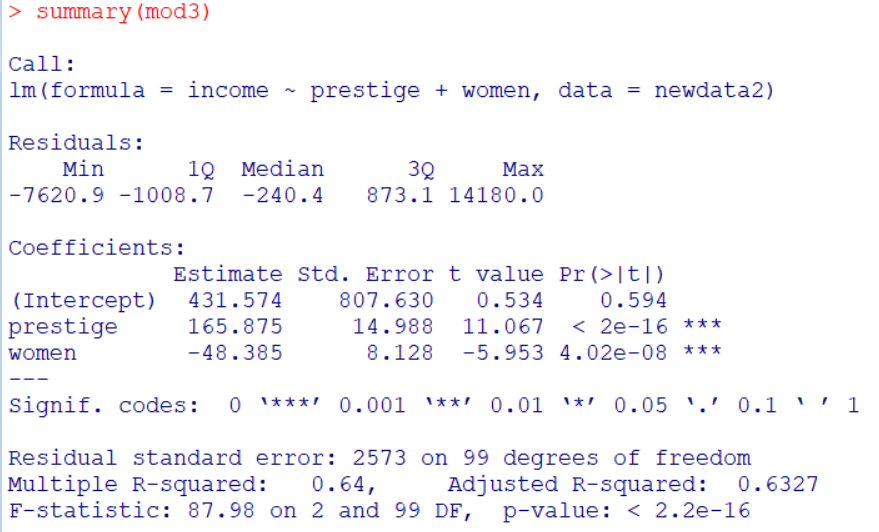 > summary(mod3)
Call:
lm(formula = income ~ prestige + women, data = newdata2)
Residuals:
    Min      1Q  Median      3Q     Max
-7620.9 -1008.7  -240.4   873.1 14180.0
Coefficients:
            Estimate Std. Error t value Pr(>|t|)
(Intercept)  431.574    807.630   0.534    0.594
prestige     165.875     14.988  11.067  < 2e-16 ***
women        -48.385      8.128  -5.953 4.02e-08 ***
---
Signif. codes:  0 ‘***’ 0.001 ‘**’ 0.01 ‘*’ 0.05 ‘.’ 0.1 ‘ ’ 1
Residual standard error: 2573 on 99 degrees of freedom
Multiple R-squared:   0.64,     Adjusted R-squared:  0.6327
F-statistic: 87.98 on 2 and 99 DF,  p-value: < 2.2e-16